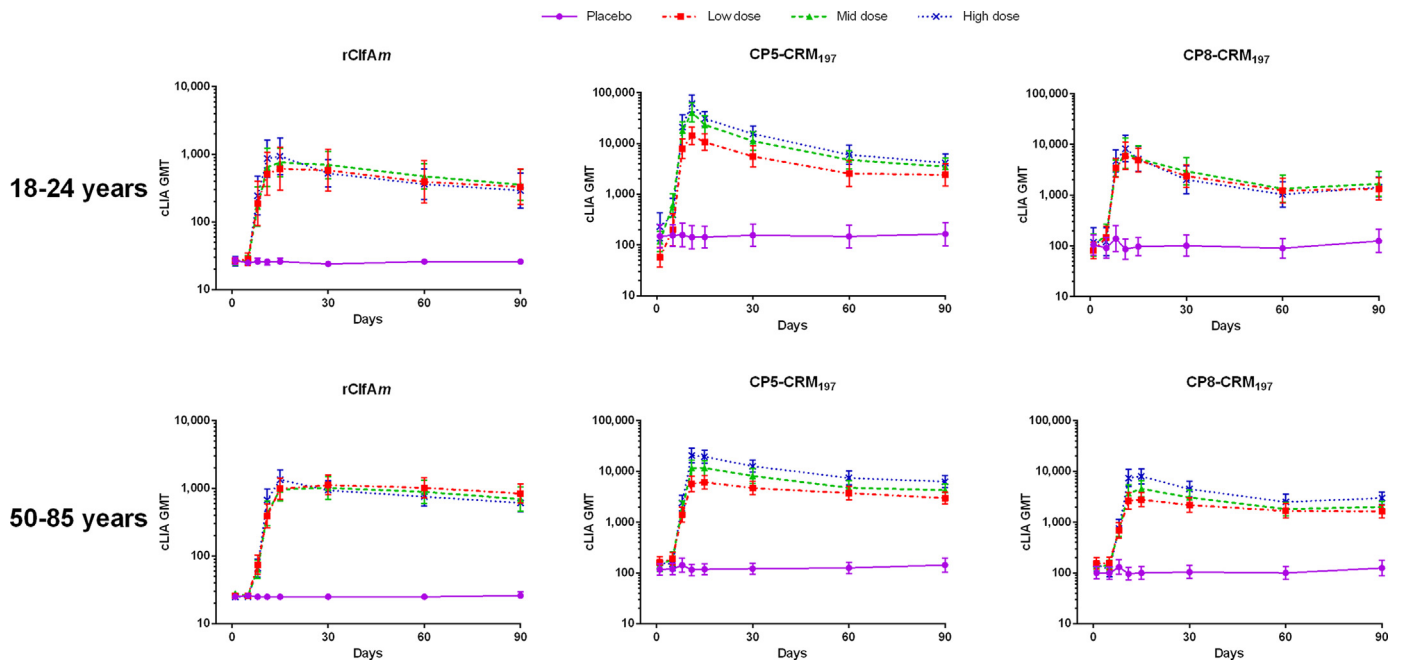 Placebo Low dose Mid dose High dose
18-24 years
rClfAm
cLIA GMT
10,000
1,000
100
10
0 30 60 90
Days
CP5-CRM197
cLIA GMT
100,000
10,000
1,000
100
10
0 30 60 90
Days
CP8-CRM197
cLIA GMT
100,000
10,000
1,000
100
10
0 30 60 90
Days
50-85 years
rClfAm
cLIA GMT
10,000
1,000
100
10
0 30 60 90
Days
CP5-CRM197
cLIA GMT
100,000
10,000
1,000
100
10
0 30 60 90
Days
CP8-CRM197
cLIA GMT
100,000
10,000
1,000
100
10
0 30 60 90
Days